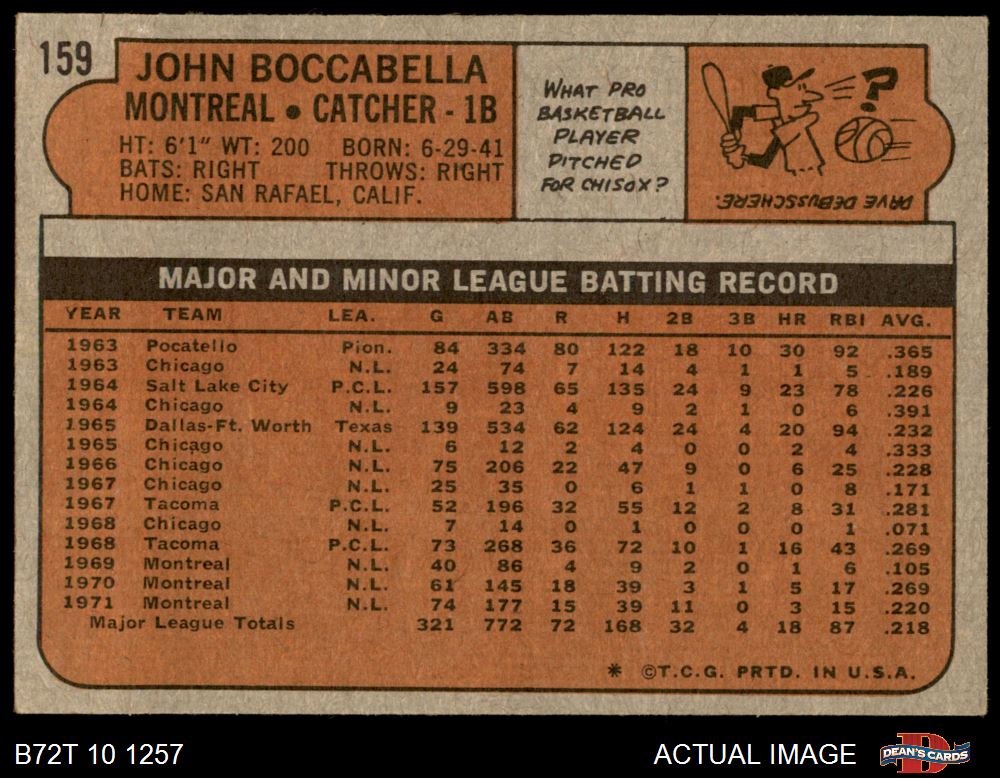 159
JOHN BOCCABELLA
MONTREAL • CATCHER - 1B
HT: 6'1" WT: 200 BORN: 6-29-41
BATS: RIGHT THROWS: RIGHT
HOME: SAN RAFAEL, CALIF.
WHAT PRO
BASKETBALL
PLAYER
PITCHED
FOR CHISOX?
?
DAVE DEBUSSCHERE.
MAJOR AND MINOR LEAGUE BATTING RECORD
YEAR TEAM LEA. G AB R H 2B 3B HR RBI AVG.
1963 Pocatello Pion. 84 334 80 122 18 10 30 92 .365
1963 Chicago N.L. 24 74 7 14 4 1 1 5 .189
1964 Salt Lake City P.C.L. 157 598 65 135 24 9 23 78 .226
1964 Chicago N.L. 9 23 4 9 2 1 0 6 .391
1965 Dallas-Ft. Worth Texas 139 534 62 124 24 4 20 94 .232
1965 Chicago N.L. 6 12 2 4 0 0 2 4 .333
1966 Chicago N.L. 75 206 22 47 9 0 6 25 .228
1967 Chicago N.L. 25 35 0 6 1 1 0 8 .171
1967 Tacoma P.C.L. 52 196 32 55 12 2 8 31 .281
1968 Chicago N.L. 7 14 0 1 0 0 0 1 .071
1968 Tacoma P.C.L. 73 268 36 72 10 1 16 43 .269
1969 Montreal N.L. 40 86 4 9 2 0 1 6 .105
1970 Montreal N.L. 61 145 18 39 3 1 5 17 .269
1971 Montreal N.L. 74 177 15 39 11 0 3 15 .220
Major League Totals 321 772 72 168 32 4 18 87 .218
* ©T.C.G. PRTD. IN U.S.A.
B72T 10 1257
ACTUAL IMAGE
D
DEAN'S CARDS